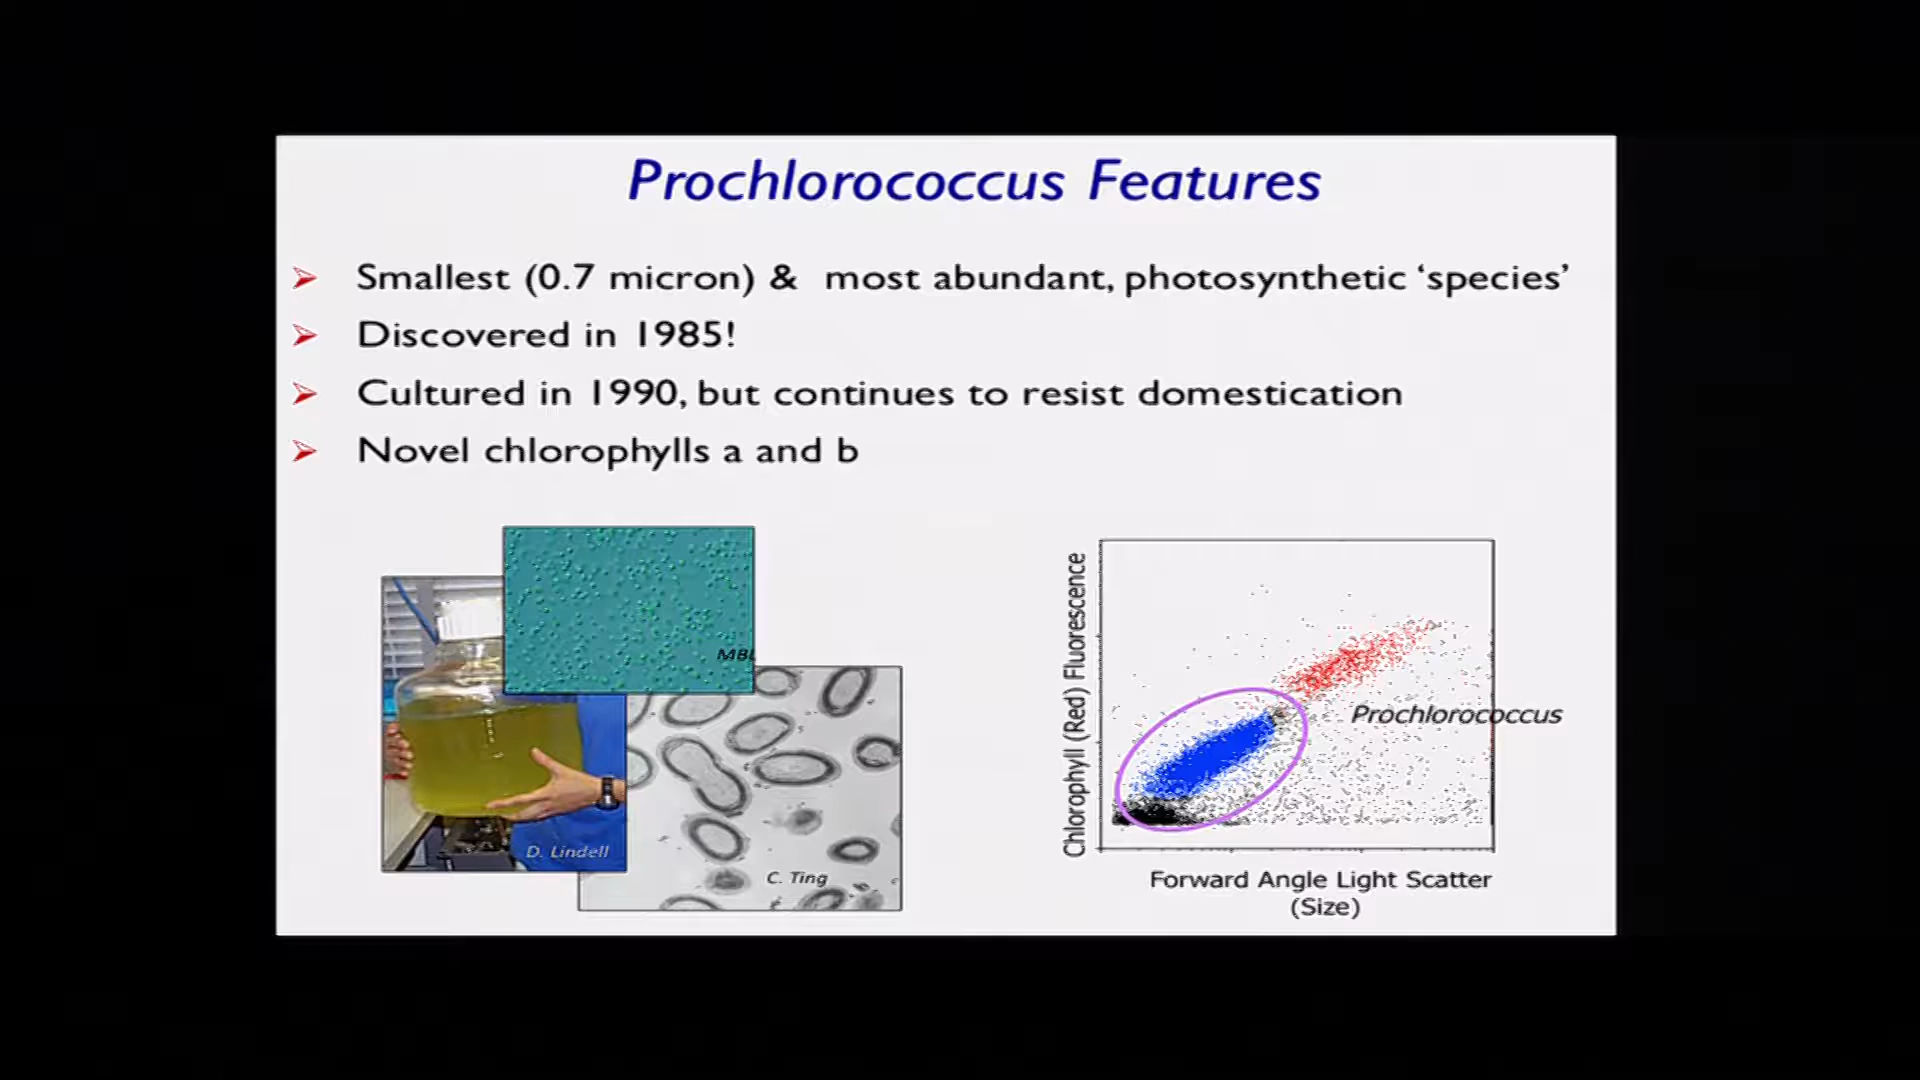 Prochlorococcus Features
Smallest (0.7 micron) & most abundant, photosynthetic ‘species’
Discovered in 1985!
Cultured in 1990, but continues to resist domestication
Novel chlorophylls a and b
MBL
D. Lindell
C. Ting
Chlorophyll (Red) Fluorescence
Prochlorococcus
Forward Angle Light Scatter
(Size)